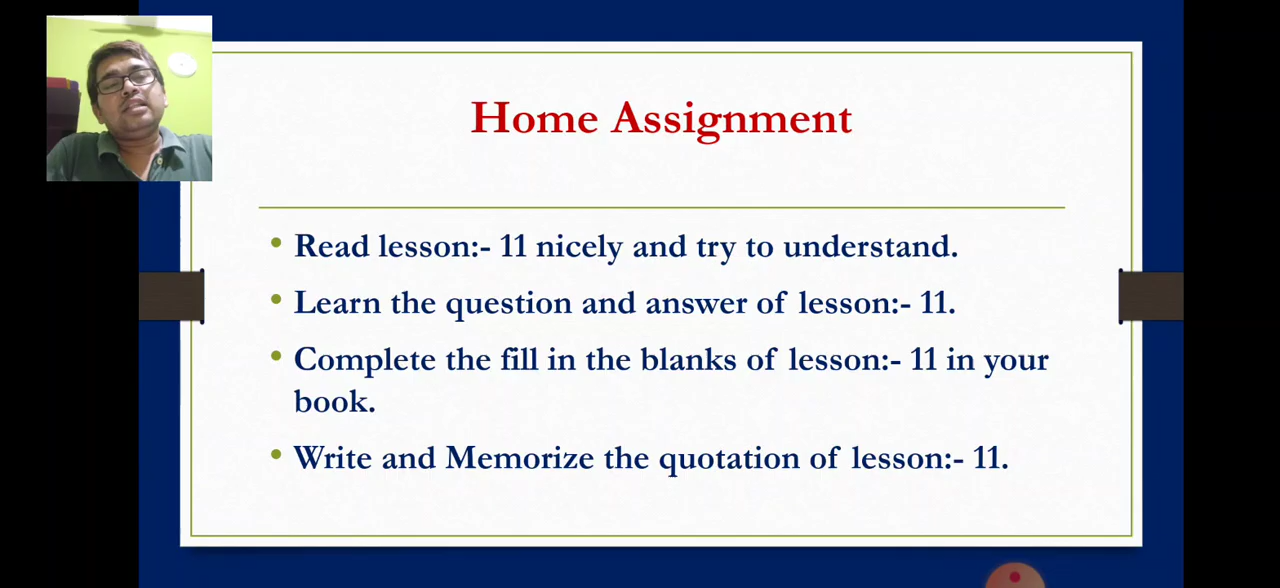 Home Assignment
• Read lesson:- 11 nicely and try to understand.
• Learn the question and answer of lesson:- 11.
• Complete the fill in the blanks of lesson:- 11 in your
book.
• Write and Memorize the quotation of lesson:- 11.